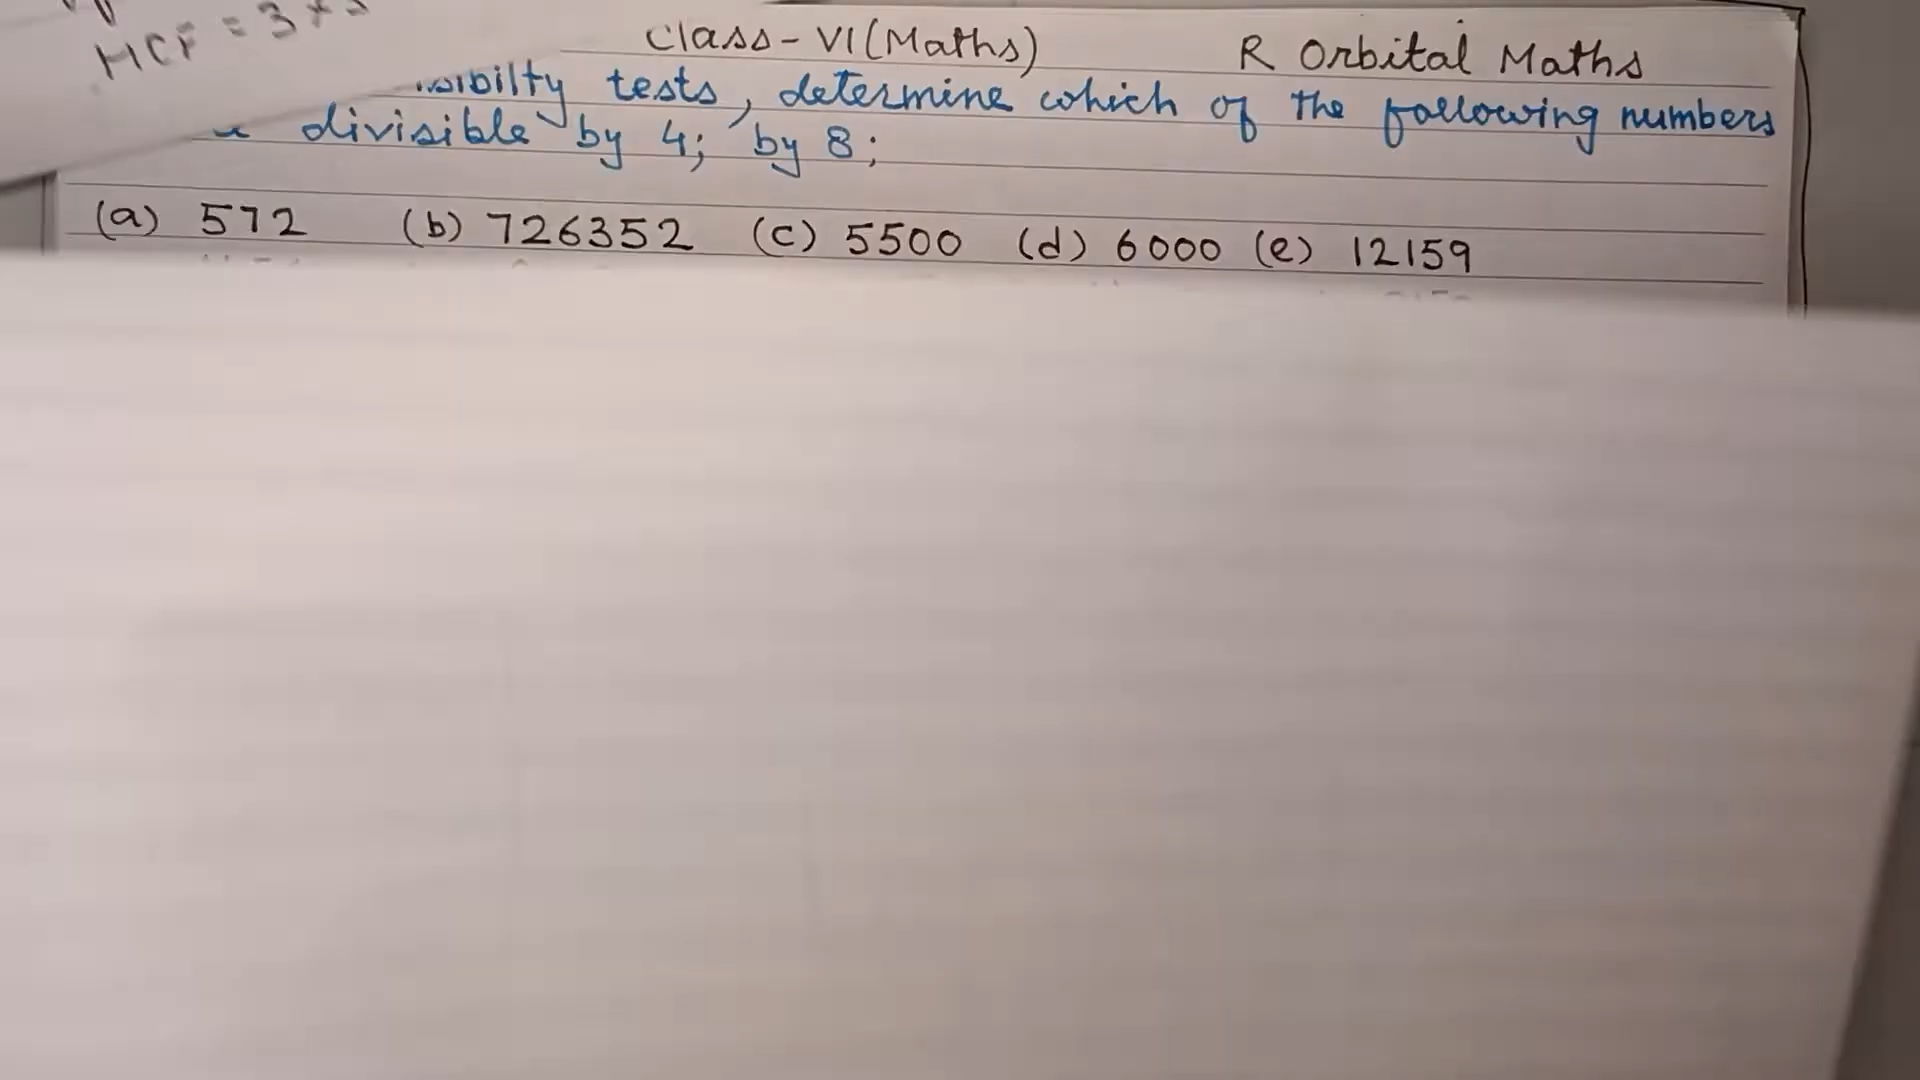 HCF = 3 ×
Class - VI (Maths) R Orbital Maths
tests, determine which of the following numbers
divisible by 4; by 8;
(a) 572 (b) 726352 (c) 5500 (d) 6000 (e) 12159